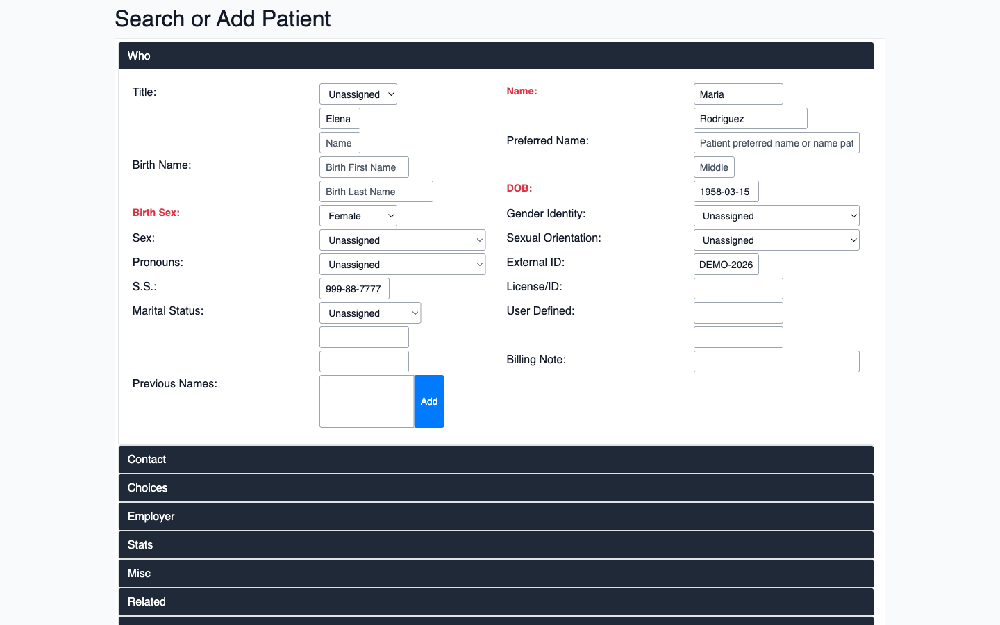 Search or Add Patient
Who
Title: Unassigned Name: Maria
Elena Rodriguez
Name Preferred Name: Patient preferred name or name pat
Birth Name: Birth First Name Middle
Birth Last Name DOB: 1958-03-15
Birth Sex: Female Gender Identity: Unassigned
Sex: Unassigned Sexual Orientation: Unassigned
Pronouns: Unassigned External ID: DEMO-2026
S.S.: 999-88-7777 License/ID:
Marital Status: Unassigned User Defined:
Billing Note:
Previous Names: Add
Contact
Choices
Employer
Stats
Misc
Related